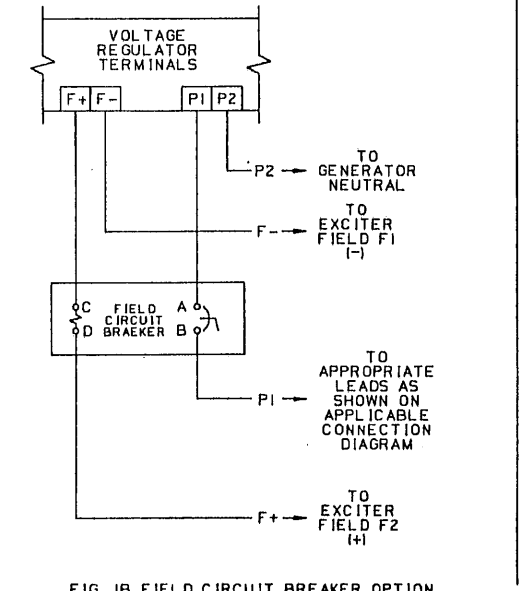 VOLTAGE
REGULATOR
TERMINALS
F+ F- P1 P2
P2
TO
GENERATOR
NEUTRAL
F-
TO
EXCITER
FIELD F1
(-)
C FIELD A
CIRCUIT
D BRAEKER B
P1
TO
APPROPRIATE
LEADS AS
SHOWN ON
APPLICABLE
CONNECTION
DIAGRAM
F+
TO
EXCITER
FIELD F2
(+)
FIG. 1B FIELD CIRCUIT BREAKER OPTION